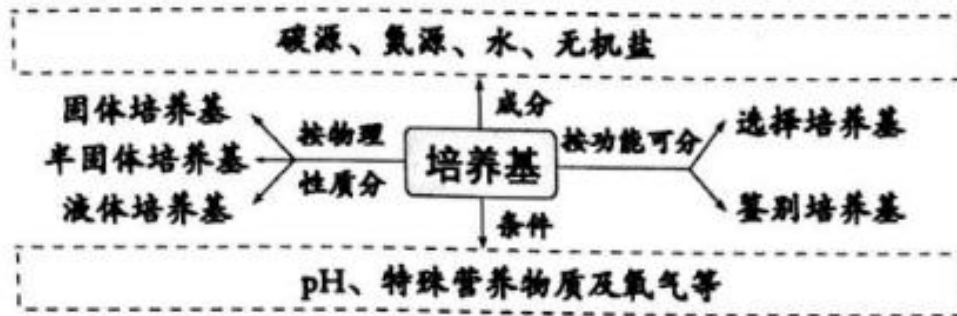 碳源、氮源、水、无机盐
成分
固体培养基
半固体培养基
液体培养基
按物理
性质分
培养基
按功能可分
选择培养基
鉴别培养基
条件
pH、特殊营养物质及氧气等